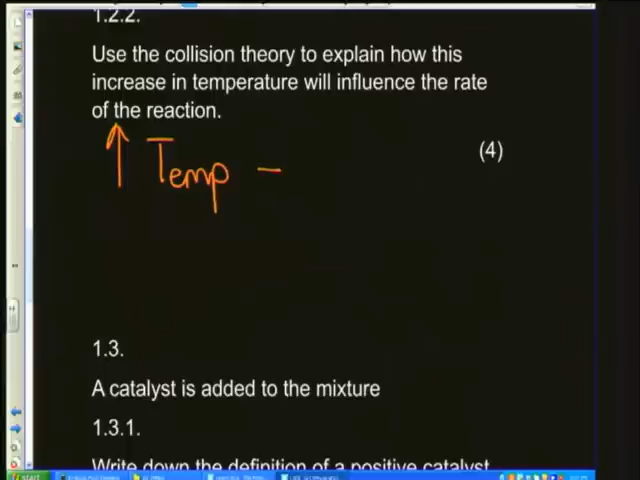 1.2.2.
Use the collision theory to explain how this
increase in temperature will influence the rate
of the reaction.
(4)
↑ Temp –
1.3.
A catalyst is added to the mixture
1.3.1.
Write down the definition of a positive catalyst
START